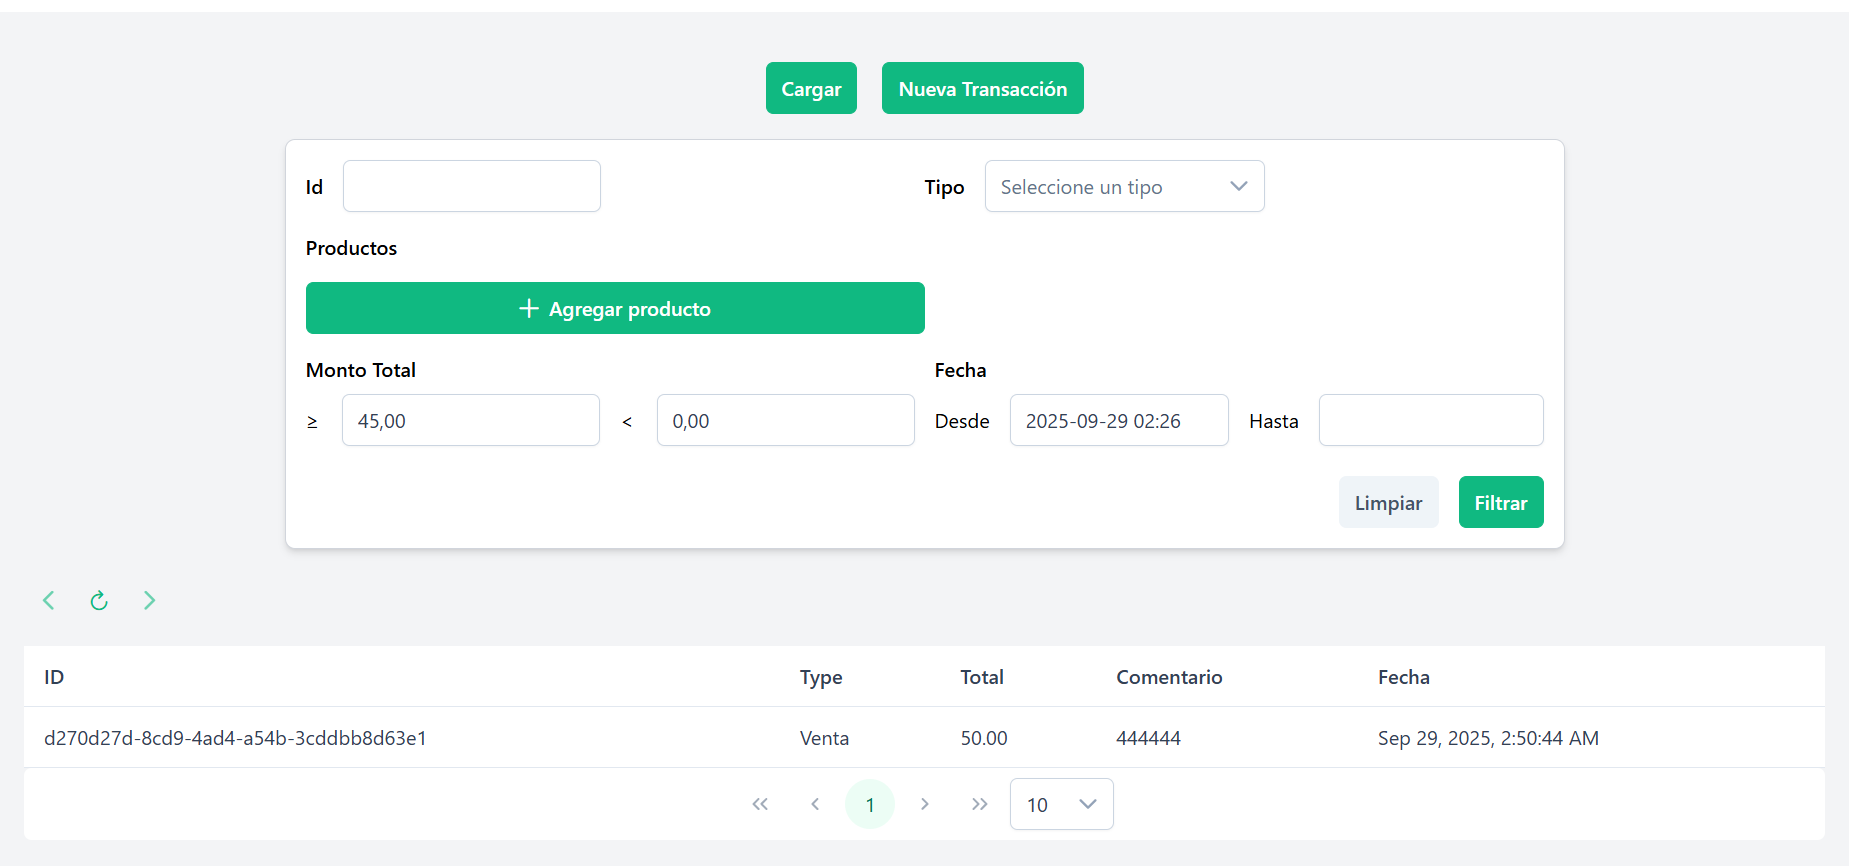 Cargar Nueva Transacción
Id Tipo Seleccione un tipo
Productos
+ Agregar producto
Monto Total Fecha
≥ 45,00 < 0,00 Desde 2025-09-29 02:26 Hasta
Limpiar Filtrar
ID Type Total Comentario Fecha
d270d27d-8cd9-4ad4-a54b-3cddbb8d63e1 Venta 50.00 444444 Sep 29, 2025, 2:50:44 AM
1 10